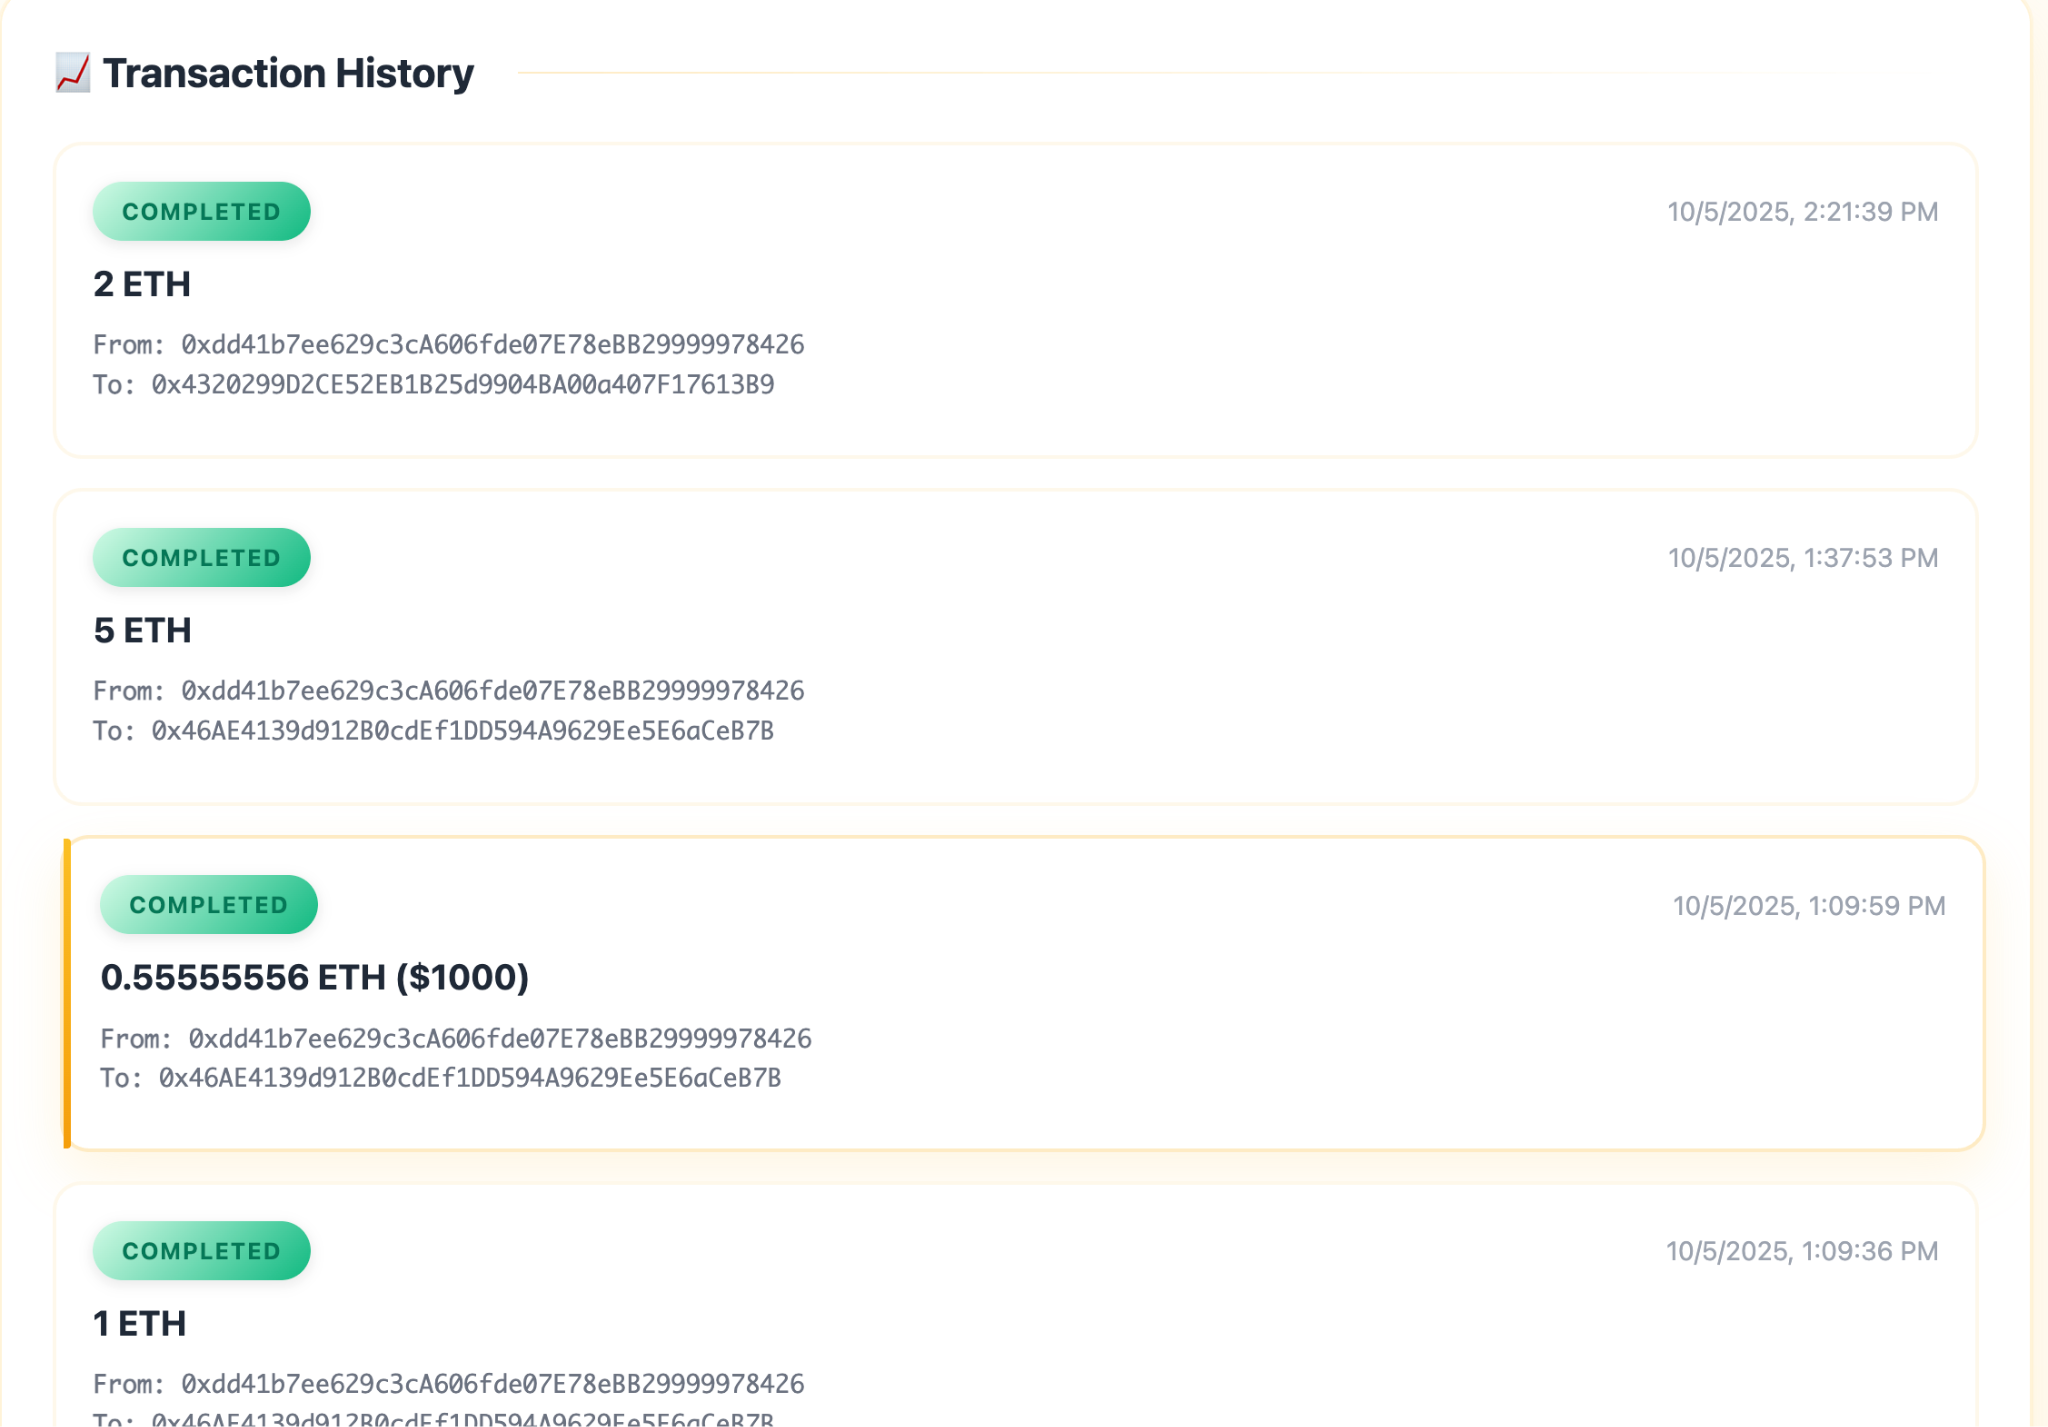 Transaction History
COMPLETED
10/5/2025, 2:21:39 PM
2 ETH
From: 0xdd41b7ee629c3cA606fde07E78eBB29999978426
To: 0x4320299D2CE52EB1B25d9904BA00a407F17613B9
COMPLETED
10/5/2025, 1:37:53 PM
5 ETH
From: 0xdd41b7ee629c3cA606fde07E78eBB29999978426
To: 0x46AE4139d912B0cdEf1DD594A9629Ee5E6aCeB7B
COMPLETED
10/5/2025, 1:09:59 PM
0.55555556 ETH ($1000)
From: 0xdd41b7ee629c3cA606fde07E78eBB29999978426
To: 0x46AE4139d912B0cdEf1DD594A9629Ee5E6aCeB7B
COMPLETED
10/5/2025, 1:09:36 PM
1 ETH
From: 0xdd41b7ee629c3cA606fde07E78eBB29999978426
To: 0x46AE4139d912B0cdEf1DD594A9629Ee5E6aCeB7B